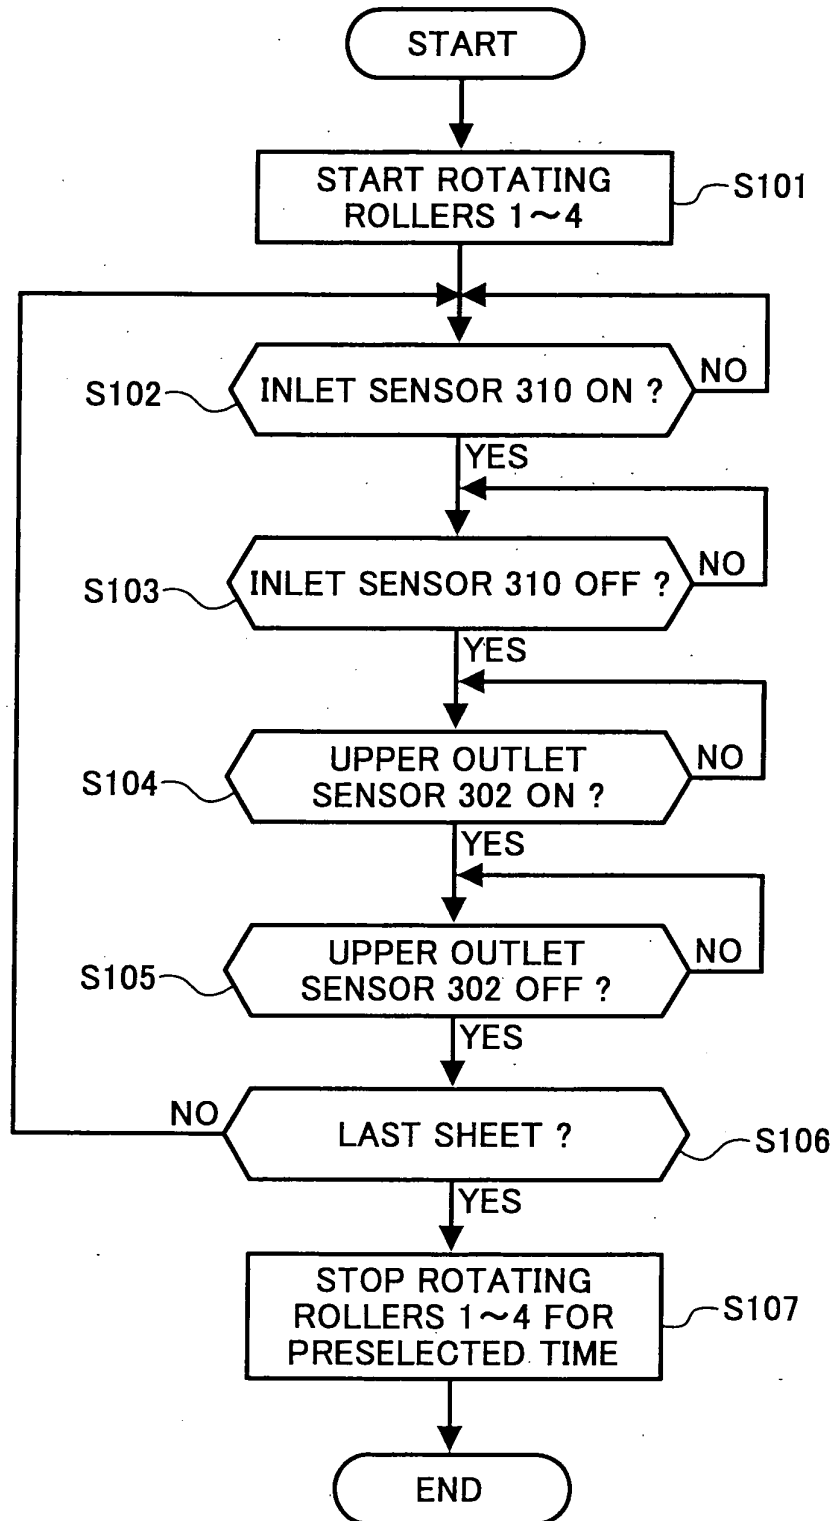 START
START ROTATING
ROLLERS 1～4
S101
S102
INLET SENSOR 310 ON ?
NO
YES
S103
INLET SENSOR 310 OFF ?
NO
YES
S104
UPPER OUTLET
SENSOR 302 ON ?
NO
YES
S105
UPPER OUTLET
SENSOR 302 OFF ?
NO
YES
NO
LAST SHEET ?
S106
YES
STOP ROTATING
ROLLERS 1～4 FOR
PRESELECTED TIME
S107
END